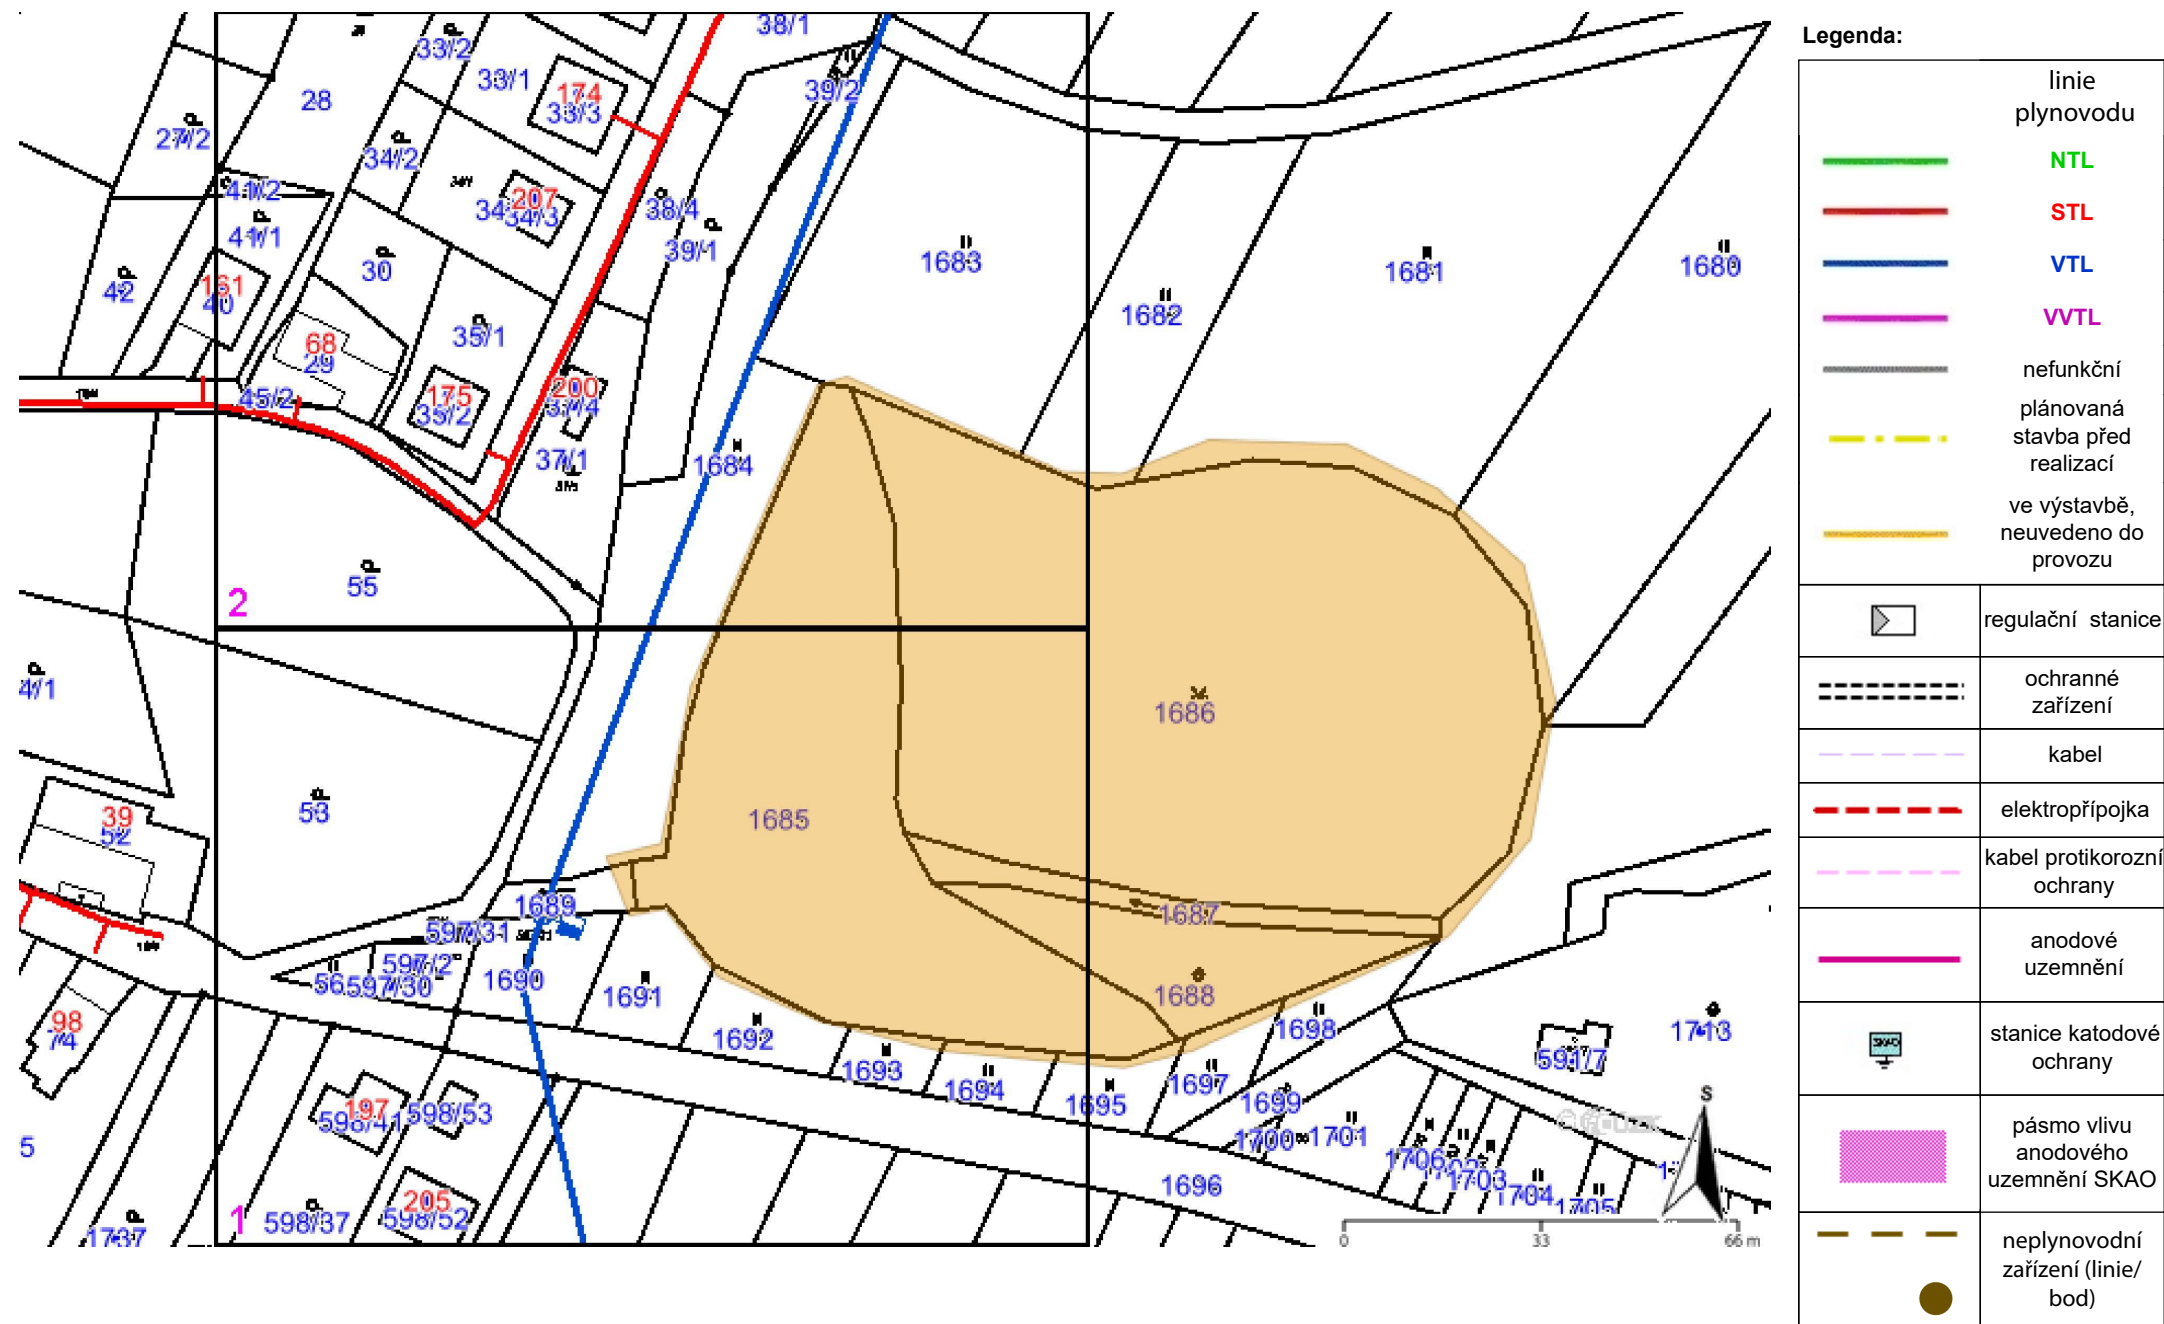 38/1
33/2
33/1
28
174
33/3
39/2
27/2
34/2
41/2
207
34/3
38/4
41/1
39/1
30
1683
1681
1680
42
161
40
1682
35/1
68
29
175
35/2
200
37/4
45/2
37/1
1684
55
2
4/1
1686
53
1685
39
52
1689
1687
597/31
597/2
597/30
1690
1691
1688
98
74
1692
1698
1713
591/7
1693
1694
1697
1695
1699
197
598/41
598/53
1700
1701
5
1706
1703
1704
1705
1696
205
598/52
598/37
1737
1
S
0
33
66 m
Legenda:
linie
plynovodu
NTL
STL
VTL
VVTL
nefunkční
plánovaná
stavba před
realizací
ve výstavbě,
neuvedeno do
provozu
regulační stanice
ochranné
zařízení
kabel
elektropřípojka
kabel protikorozní
ochrany
anodové
uzemnění
SKAO
stanice katodové
ochrany
pásmo vlivu
anodového
uzemnění SKAO
neplynovodní
zařízení (linie/
bod)